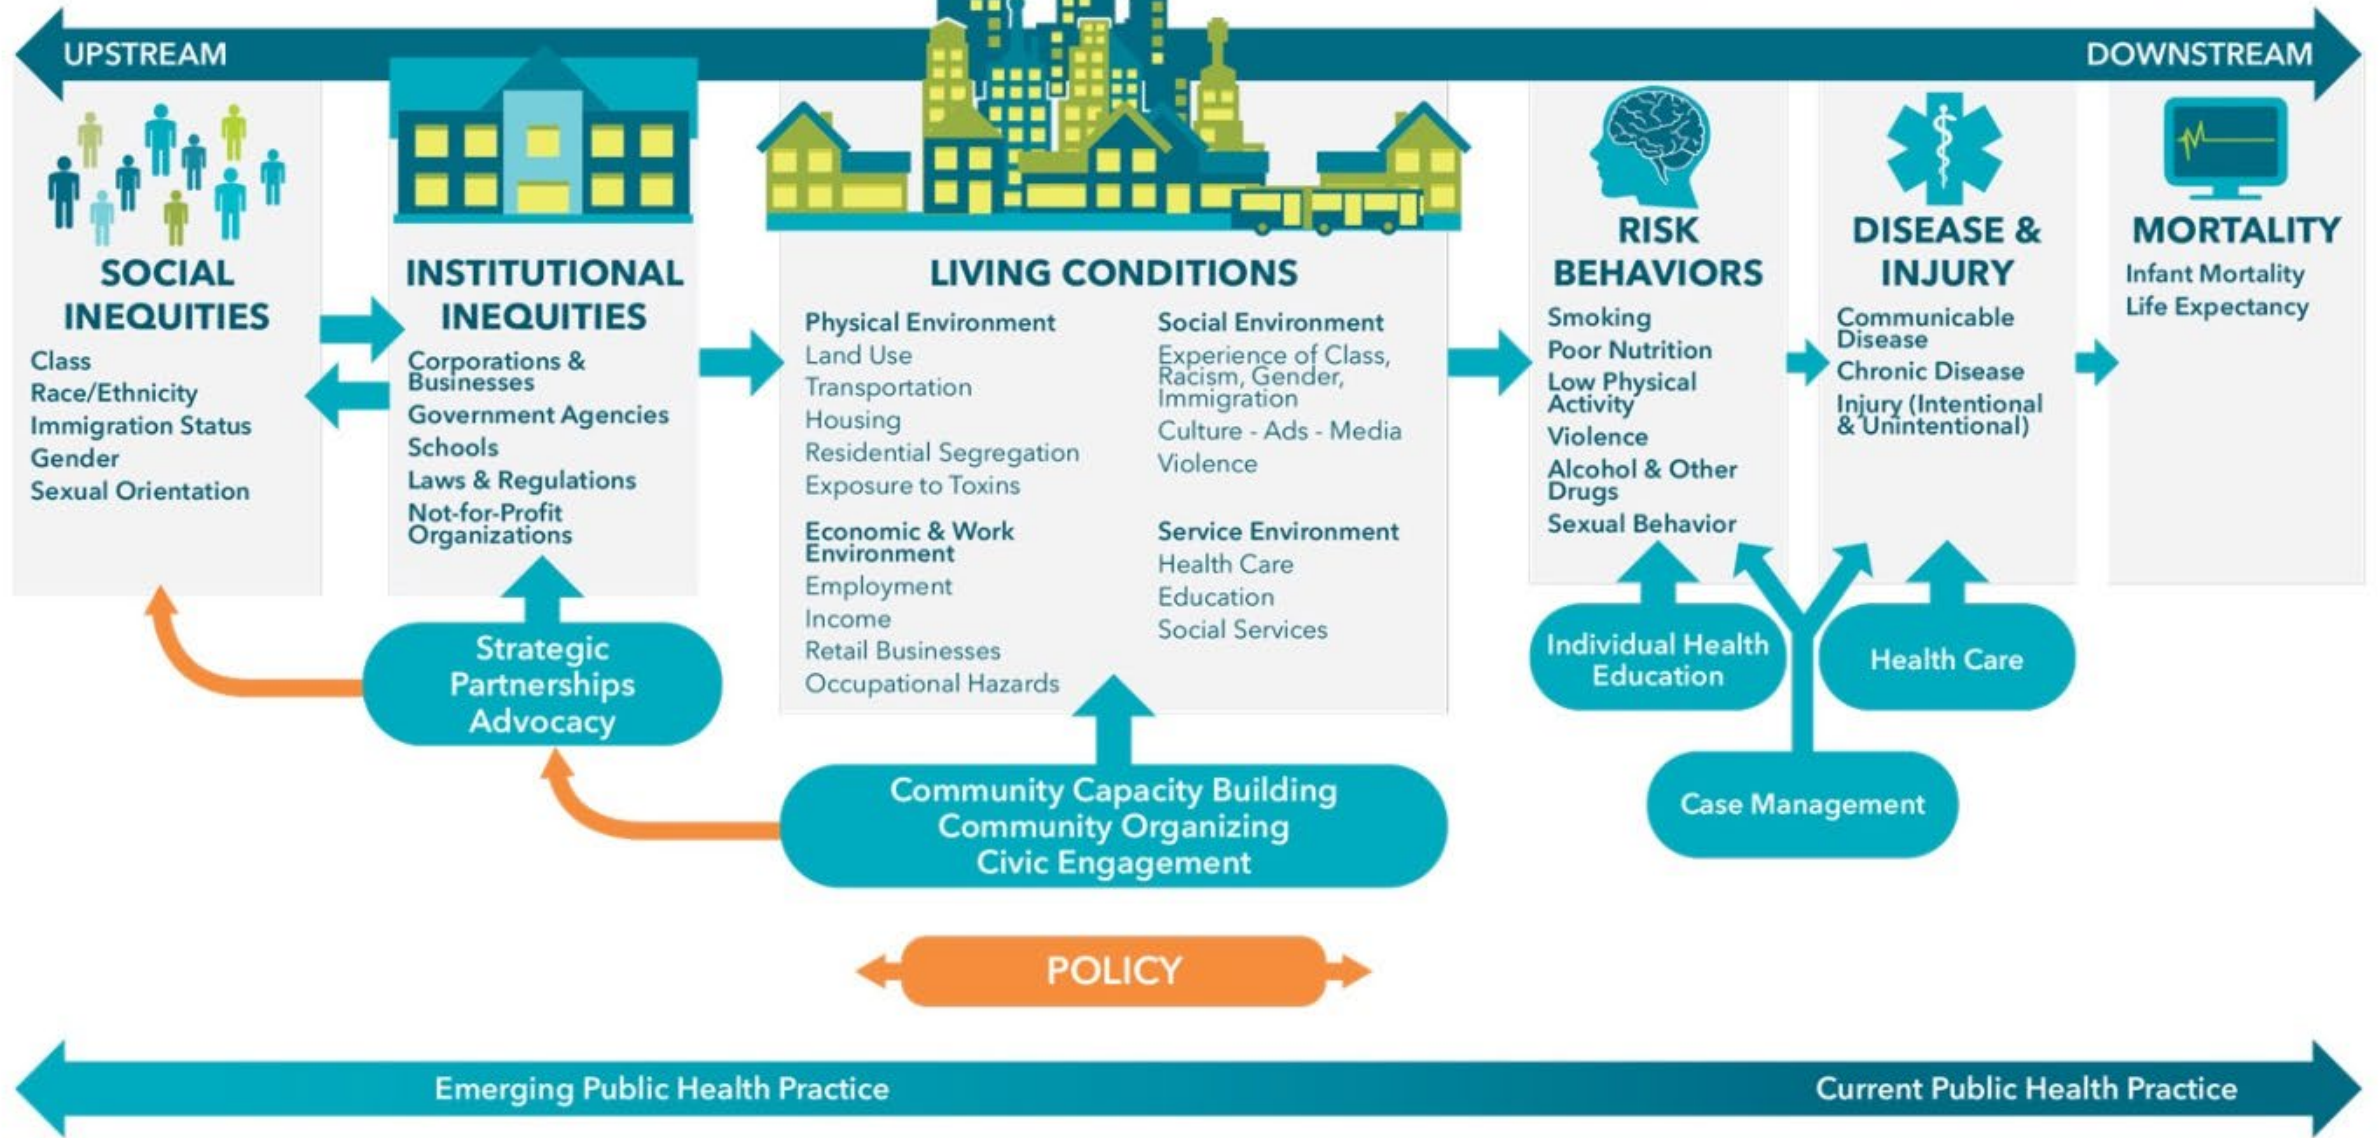 UPSTREAM
DOWNSTREAM
SOCIAL
INEQUITIES
Class
Race/Ethnicity
Immigration Status
Gender
Sexual Orientation
INSTITUTIONAL
INEQUITIES
Corporations &
Businesses
Government Agencies
Schools
Laws & Regulations
Not-for-Profit
Organizations
LIVING CONDITIONS
Physical Environment
Land Use
Transportation
Housing
Residential Segregation
Exposure to Toxins
Economic & Work
Environment
Employment
Income
Retail Businesses
Occupational Hazards
Social Environment
Experience of Class,
Racism, Gender,
Immigration
Culture - Ads - Media
Violence
Service Environment
Health Care
Education
Social Services
RISK
BEHAVIORS
Smoking
Poor Nutrition
Low Physical
Activity
Violence
Alcohol & Other
Drugs
Sexual Behavior
DISEASE &
INJURY
Communicable
Disease
Chronic Disease
Injury (Intentional
& Unintentional)
MORTALITY
Infant Mortality
Life Expectancy
Strategic
Partnerships
Advocacy
Community Capacity Building
Community Organizing
Civic Engagement
Individual Health
Education
Health Care
Case Management
POLICY
Emerging Public Health Practice
Current Public Health Practice